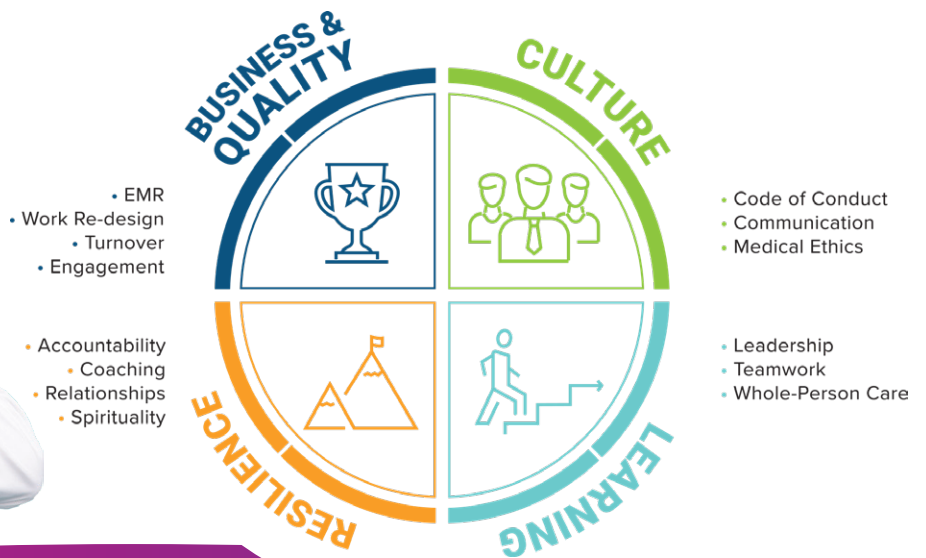 BUSINESS &
QUALITY
• EMR
• Work Re-design
• Turnover
• Engagement
CULTURE
• Code of Conduct
• Communication
• Medical Ethics
• Accountability
• Coaching
• Relationships
• Spirituality
RESILIENCE
• Leadership
• Teamwork
• Whole-Person Care
LEARNING